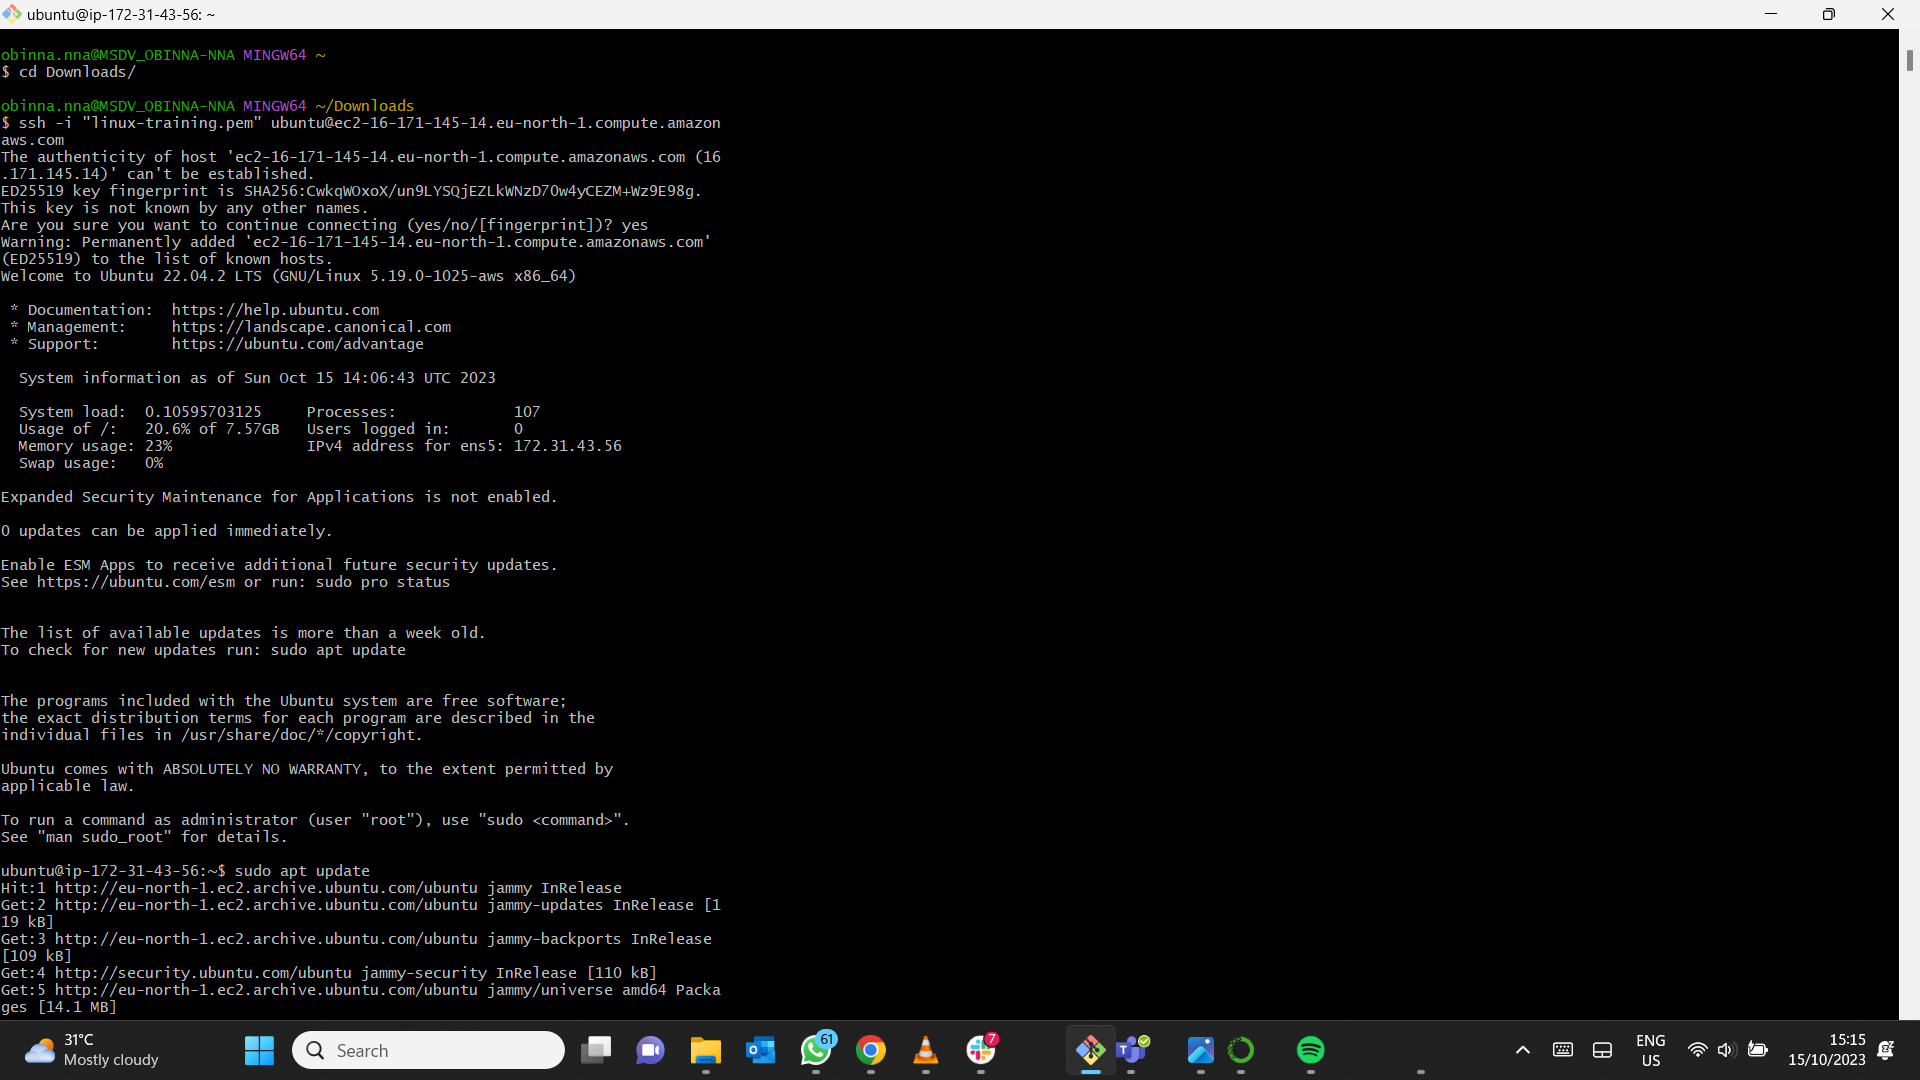 ubuntu@ip-172-31-43-56: ~
obinna.nna@MSDV_OBINNA-NNA MINGW64 ~
$ cd Downloads/
obinna.nna@MSDV_OBINNA-NNA MINGW64 ~/Downloads
$ ssh -i "linux-training.pem" ubuntu@ec2-16-171-145-14.eu-north-1.compute.amazon
aws.com
The authenticity of host 'ec2-16-171-145-14.eu-north-1.compute.amazonaws.com (16
.171.145.14)' can't be established.
ED25519 key fingerprint is SHA256:CwkqWOxoX/un9LYSQjEZLkWNzD7Ow4yCEZM+Wz9E98g.
This key is not known by any other names.
Are you sure you want to continue connecting (yes/no/[fingerprint])? yes
Warning: Permanently added 'ec2-16-171-145-14.eu-north-1.compute.amazonaws.com'
(ED25519) to the list of known hosts.
Welcome to Ubuntu 22.04.2 LTS (GNU/Linux 5.19.0-1025-aws x86_64)
* Documentation:  https://help.ubuntu.com
* Management:     https://landscape.canonical.com
* Support:        https://ubuntu.com/advantage
System information as of Sun Oct 15 14:06:43 UTC 2023
System load:  0.10595703125     Processes:             107
Usage of /:   20.6% of 7.57GB   Users logged in:       0
Memory usage: 23%               IPv4 address for ens5: 172.31.43.56
Swap usage:   0%
Expanded Security Maintenance for Applications is not enabled.
0 updates can be applied immediately.
Enable ESM Apps to receive additional future security updates.
See https://ubuntu.com/esm or run: sudo pro status
The list of available updates is more than a week old.
To check for new updates run: sudo apt update
The programs included with the Ubuntu system are free software;
the exact distribution terms for each program are described in the
individual files in /usr/share/doc/*/copyright.
Ubuntu comes with ABSOLUTELY NO WARRANTY, to the extent permitted by
applicable law.
To run a command as administrator (user "root"), use "sudo <command>".
See "man sudo_root" for details.
ubuntu@ip-172-31-43-56:~$ sudo apt update
Hit:1 http://eu-north-1.ec2.archive.ubuntu.com/ubuntu jammy InRelease
Get:2 http://eu-north-1.ec2.archive.ubuntu.com/ubuntu jammy-updates InRelease [1
19 kB]
Get:3 http://eu-north-1.ec2.archive.ubuntu.com/ubuntu jammy-backports InRelease
[109 kB]
Get:4 http://security.ubuntu.com/ubuntu jammy-security InRelease [110 kB]
Get:5 http://eu-north-1.ec2.archive.ubuntu.com/ubuntu jammy/universe amd64 Packa
ges [14.1 MB]
31°C
Mostly cloudy
Search
61
7
ENG
US
15:15
15/10/2023